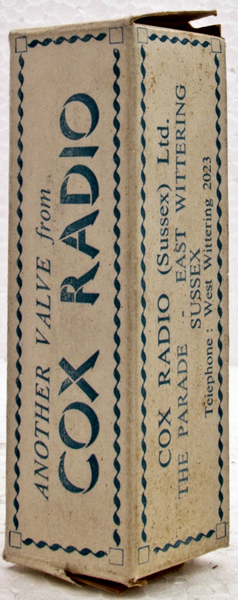 ANOTHER VALVE from
COX RADIO
COX RADIO (Sussex) Ltd.
THE PARADE - EAST WITTERING
SUSSEX
Telephone : West Wittering 2023